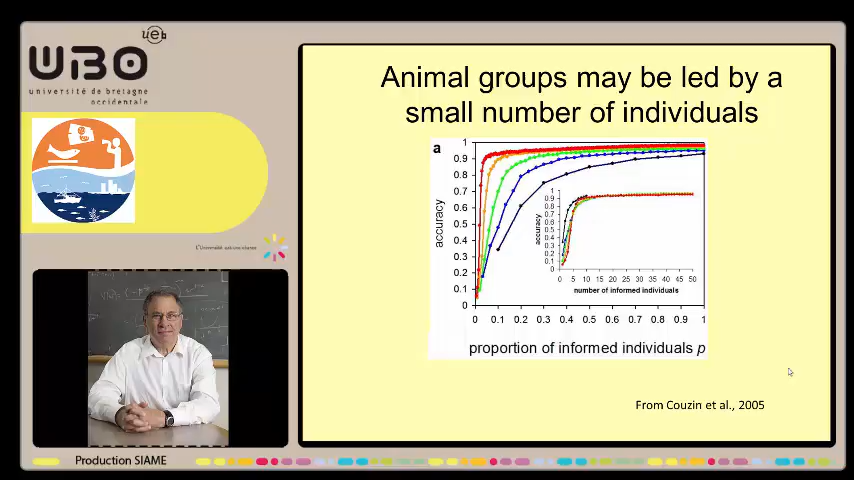 ueb
UBO
université de bretagne
occidentale
Animal groups may be led by a
small number of individuals
a
accuracy
1
0.9
0.8
0.7
0.6
0.5
0.4
0.3
0.2
0.1
0
0 0.1 0.2 0.3 0.4 0.5 0.6 0.7 0.8 0.9 1
proportion of informed individuals p
accuracy
1
0.9
0.8
0.7
0.6
0.5
0.4
0.3
0.2
0.1
0
0 5 10 15 20 25 30 35 40 45 50
number of informed individuals
From Couzin et al., 2005
Production SIAME